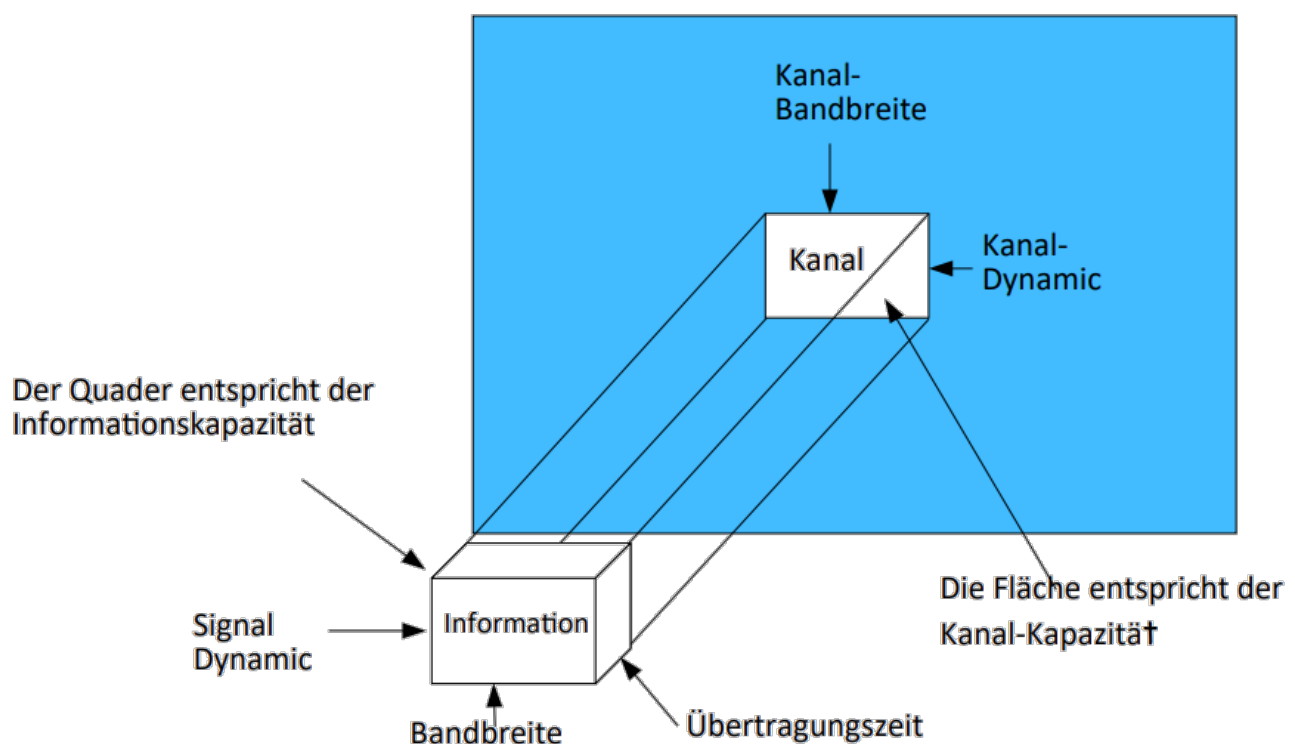 Kanal-
Bandbreite
Kanal
Kanal-
Dynamic
Der Quader entspricht der
Informationskapazität
Die Fläche entspricht der
Kanal-Kapazität
Signal
Dynamic
Information
Bandbreite
Übertragungszeit